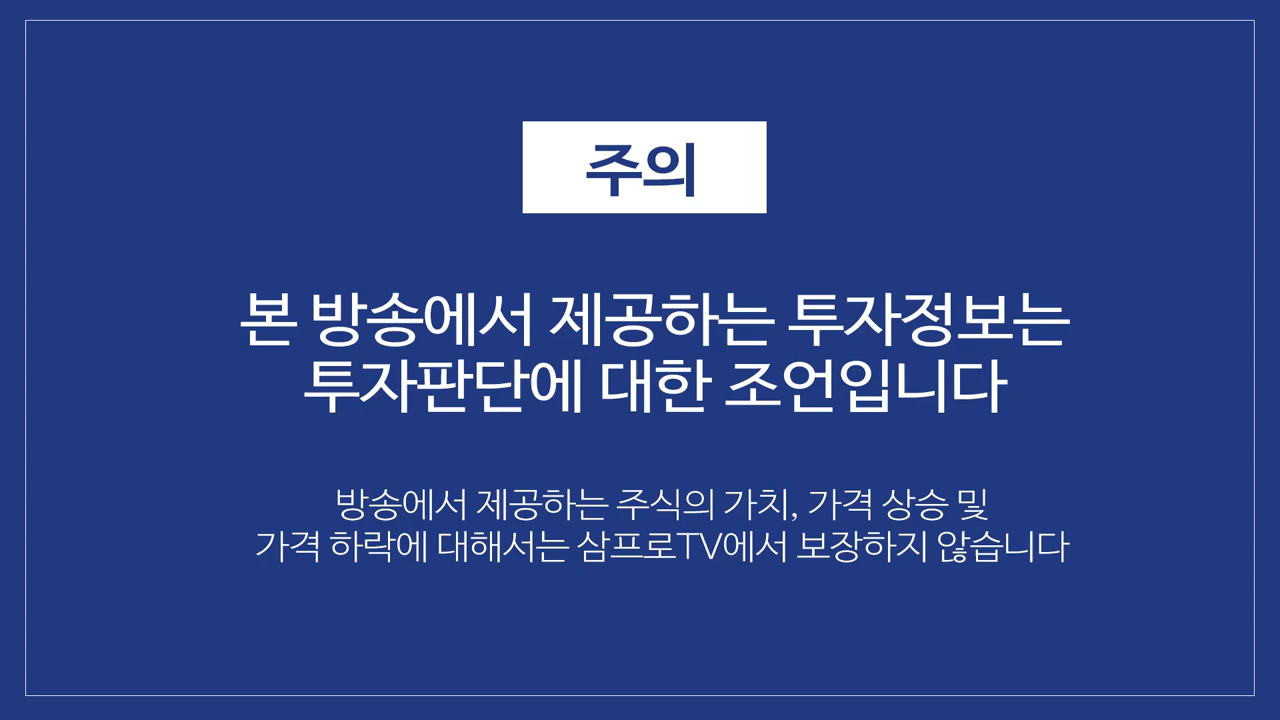 주의
본 방송에서 제공하는 투자정보는
투자판단에 대한 조언입니다
방송에서 제공하는 주식의 가치, 가격 상승 및
가격 하락에 대해서는 삼프로TV에서 보장하지 않습니다